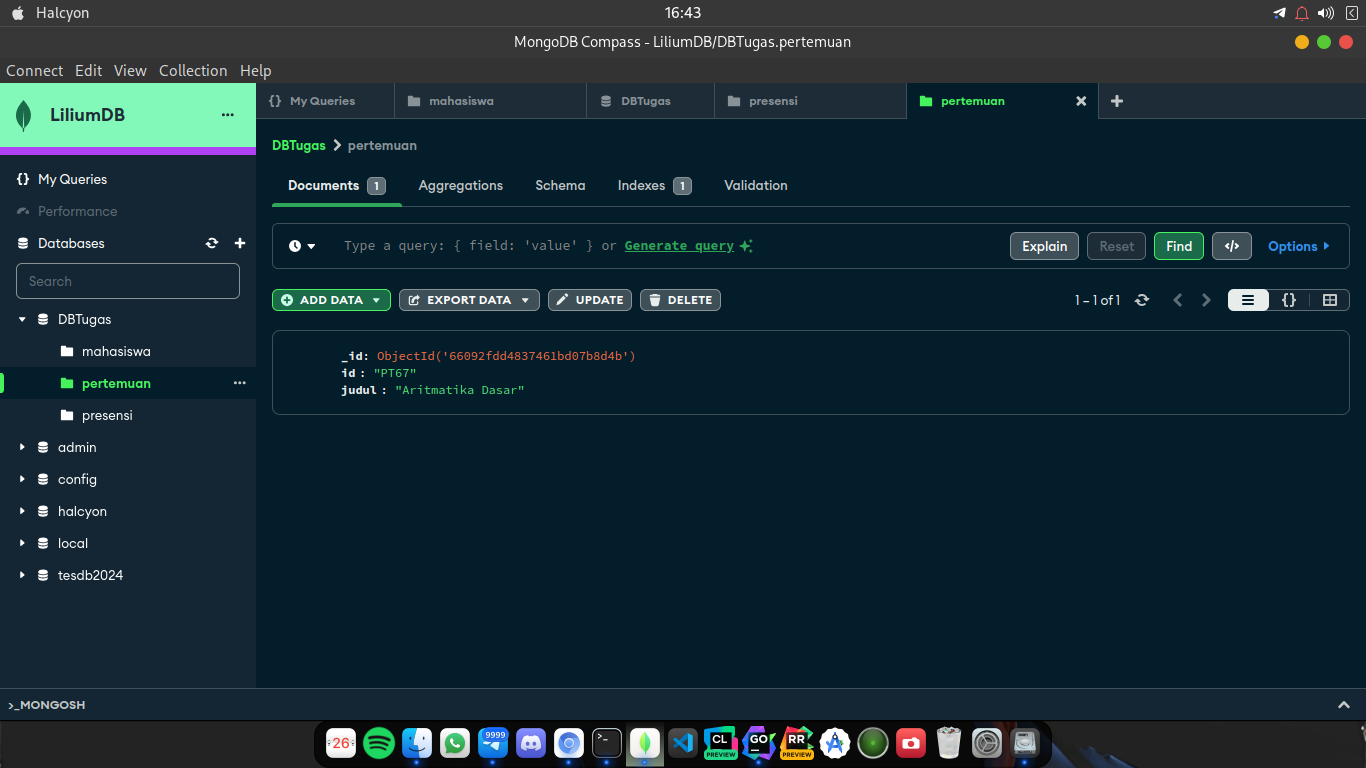 Halcyon
16:43
MongoDB Compass - LiliumDB/DBTugas.pertemuan
Connect Edit View Collection Help
LiliumDB
My Queries
Performance
Databases
Search
DBTugas
mahasiswa
pertemuan
presensi
admin
config
halcyon
local
tesdb2024
{} My Queries mahasiswa DBTugas presensi pertemuan
DBTugas > pertemuan
Documents 1 Aggregations Schema Indexes 1 Validation
Type a query: { field: 'value' } or Generate query
Explain Reset Find </> Options
ADD DATA EXPORT DATA UPDATE DELETE
1 – 1 of 1
{}
_id: ObjectId('66092fdd4837461bd07b8d4b')
id : "PT67"
judul : "Aritmatika Dasar"
>_MONGOSH
26
9999
>_
CL
PREVIEW
GO
RR
PREVIEW